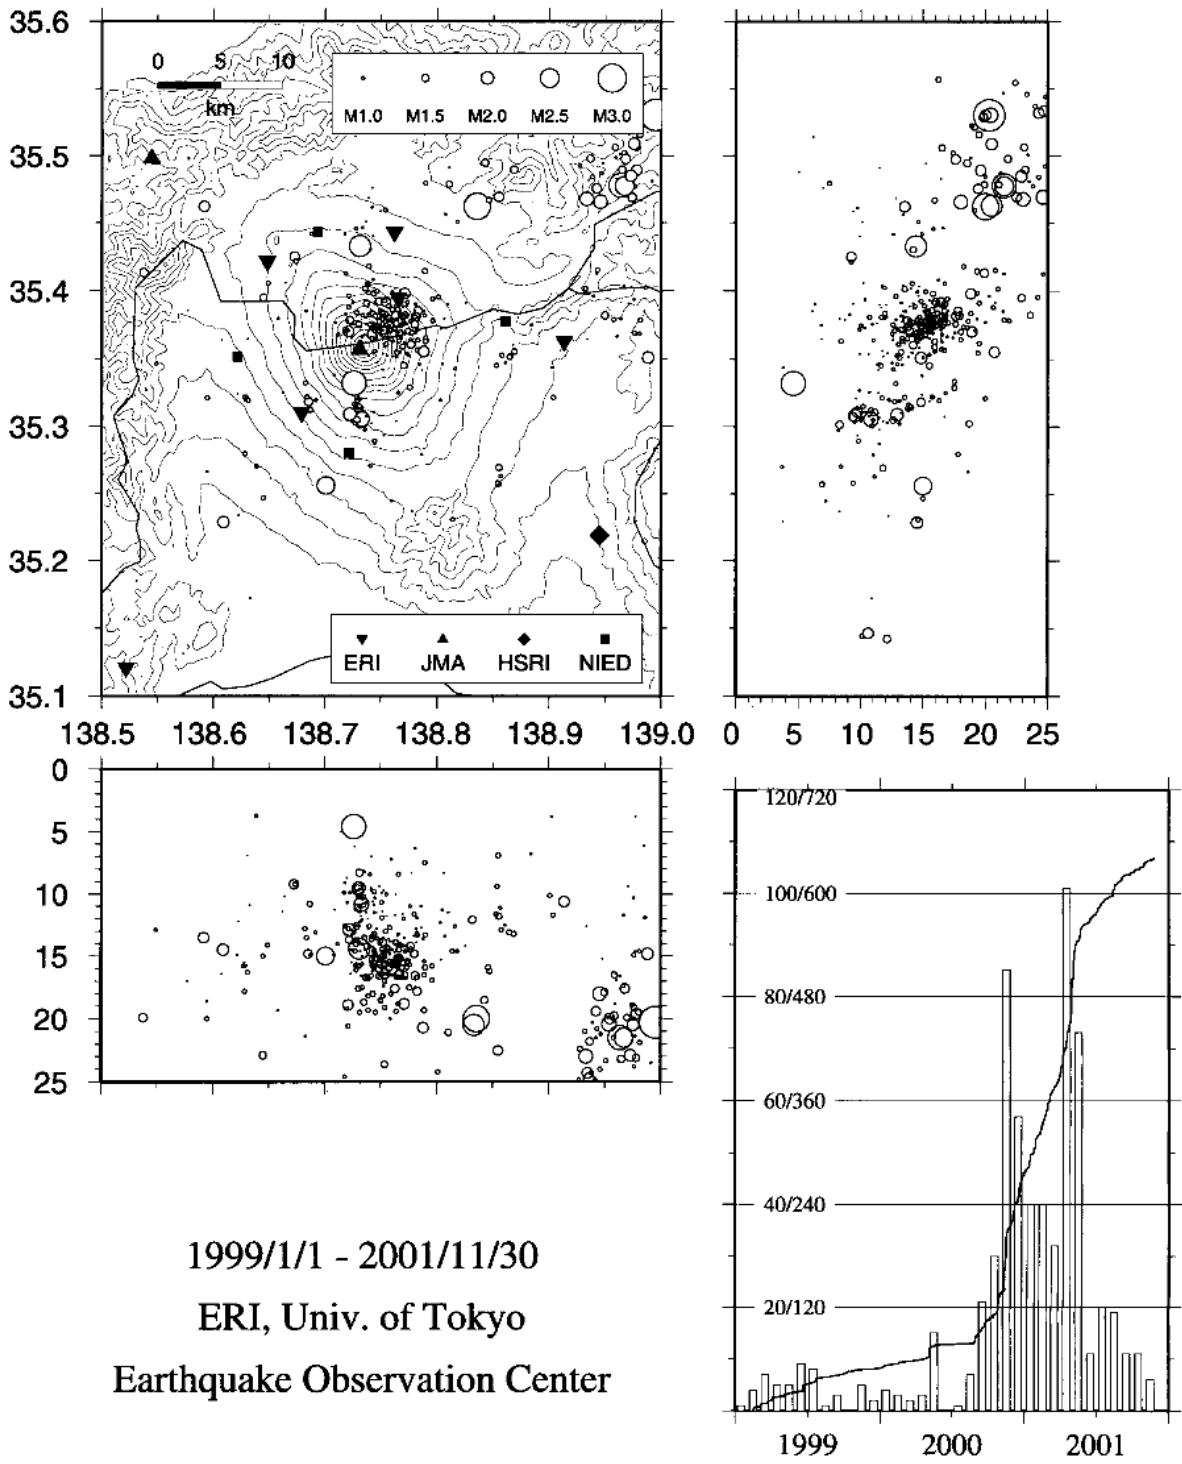 35.6
0 5 10
km
M1.0 M1.5 M2.0 M2.5 M3.0
35.5
35.4
35.3
35.2
ERI JMA HSRI NIED
35.1
138.5 138.6 138.7 138.8 138.9 139.0
0 5 10 15 20 25
0
5
10
15
20
25
120/720
100/600
80/480
60/360
40/240
20/120
1999 2000 2001
1999/1/1 - 2001/11/30
ERI, Univ. of Tokyo
Earthquake Observation Center